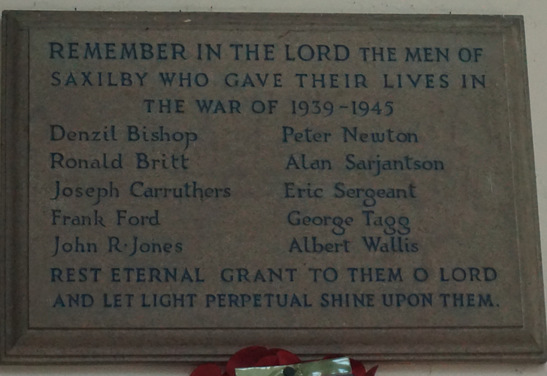 REMEMBER IN THE LORD THE MEN OF
SAXILBY WHO GAVE THEIR LIVES IN
THE WAR OF 1939-1945
Denzil Bishop Peter Newton
Ronald Britt Alan Sarjantson
Joseph Carruthers Eric Sergeant
Frank Ford George Tagg
John R. Jones Albert Wallis
REST ETERNAL GRANT TO THEM O LORD
AND LET LIGHT PERPETUAL SHINE UPON THEM.